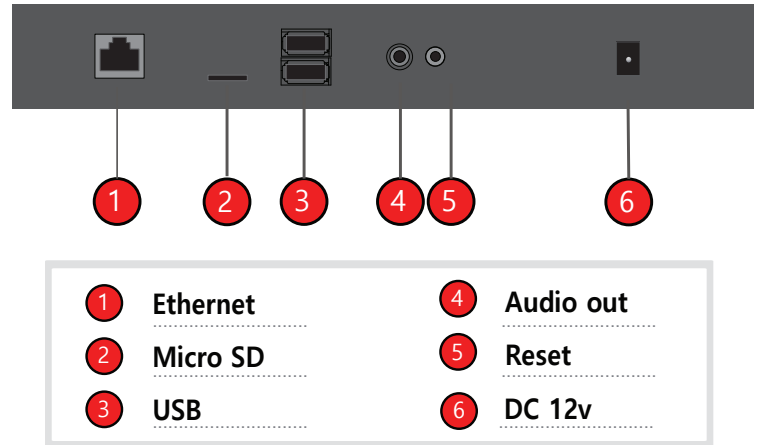 1 2 3 4 5 6
1 Ethernet
2 Micro SD
3 USB
4 Audio out
5 Reset
6 DC 12v